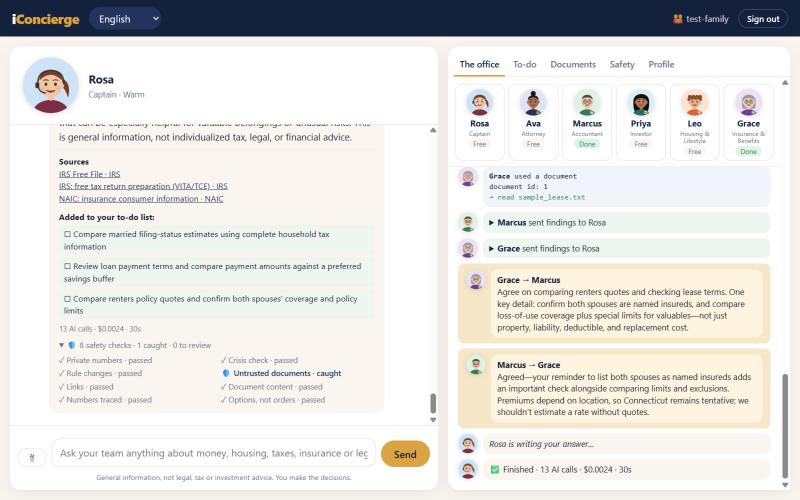 iConcierge
English
test-family
Sign out
Rosa
Captain · Warm
that can be especially helpful for valuable belongings or unusual risks. This
is general information, not individualized tax, legal, or financial advice.
Sources
IRS Free File · IRS
IRS: free tax return preparation (VITA/TCE) · IRS
NAIC: insurance consumer information · NAIC
Added to your to-do list:
☐ Compare married filing-status estimates using complete household tax
information
☐ Review loan payment terms and compare payment amounts against a preferred
savings buffer
☐ Compare renters policy quotes and confirm both spouses' coverage and policy
limits
13 AI calls · $0.0024 · 30s
▼ 8 safety checks · 1 caught · 0 to review
✓ Private numbers · passed
✓ Crisis check · passed
✓ Rule changes · passed
Untrusted documents · caught
✓ Links · passed
✓ Document content · passed
✓ Numbers traced · passed
✓ Options, not orders · passed
Ask your team anything about money, housing, taxes, insurance or leg
Send
General information, not legal, tax or investment advice. You make the decisions.
The office
To-do
Documents
Safety
Profile
Rosa
Captain
Free
Ava
Attorney
Free
Marcus
Accountant
Done
Priya
Investor
Free
Leo
Housing &
Lifestyle
Free
Grace
Insurance &
Benefits
Done
Grace used a document
document id: 1
→ read sample_lease.txt
▶ Marcus sent findings to Rosa
▶ Grace sent findings to Rosa
Grace → Marcus
Agree on comparing renters quotes and checking lease terms. One
key detail: confirm both spouses are named insureds, and compare
loss-of-use coverage plus special limits for valuables—not just
property, liability, deductible, and replacement cost.
Marcus → Grace
Agreed—your reminder to list both spouses as named insureds adds
an important check alongside comparing limits and exclusions.
Premiums depend on location, so Connecticut remains tentative; we
shouldn't estimate a rate without quotes.
Rosa is writing your answer...
✅ Finished · 13 AI calls · $0.0024 · 30s